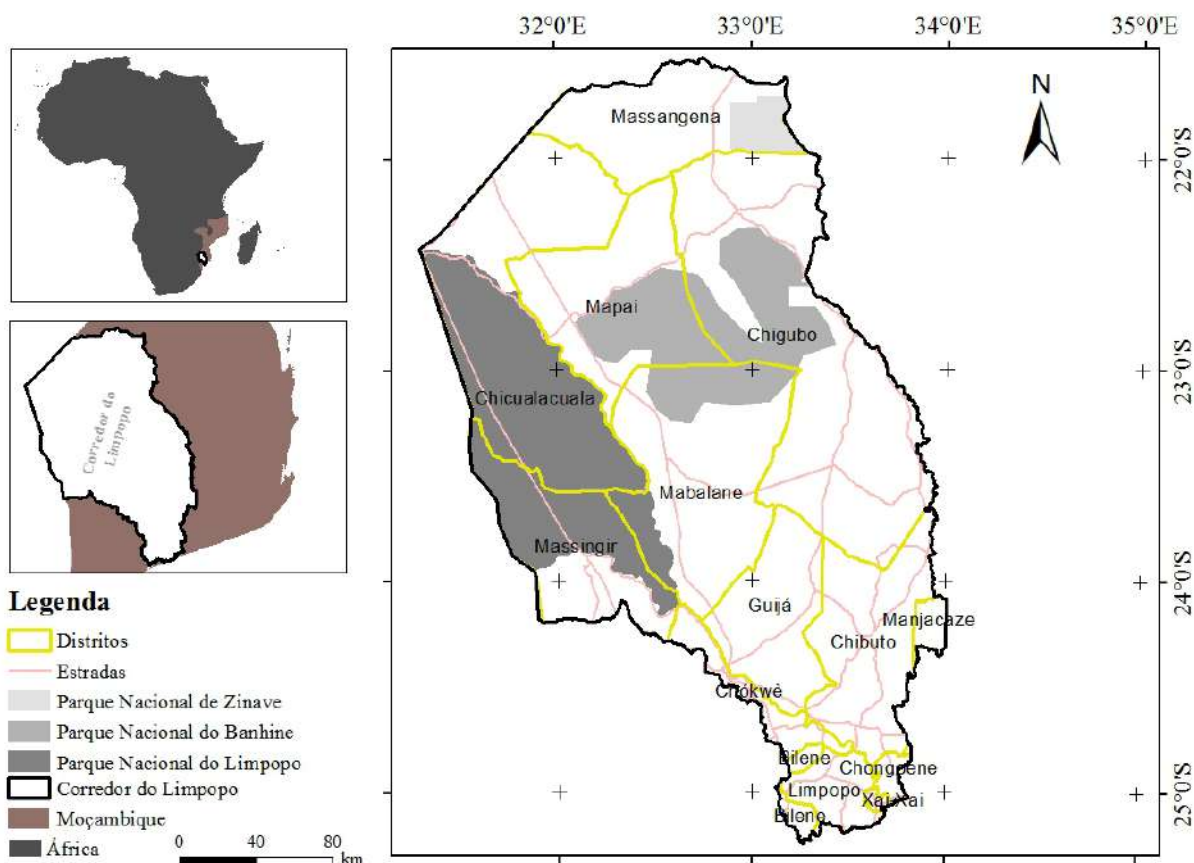 32°0'E 33°0'E 34°0'E 35°0'E
N
Massangena
22°0'S
Mapai
Chigubo
23°0'S
Chicualacuala
Corredor do
Limpopo
Mabalane
Massingir
24°0'S
Guijá
Manjacaze
Chibuto
Chókwè
Bilene
Chongoene
Limpopo
Xai-Xai
25°0'S
Bilene
Legenda
Distritos
Estradas
Parque Nacional de Zinave
Parque Nacional do Banhine
Parque Nacional do Limpopo
Corredor do Limpopo
Moçambique
África
0 40 80
km